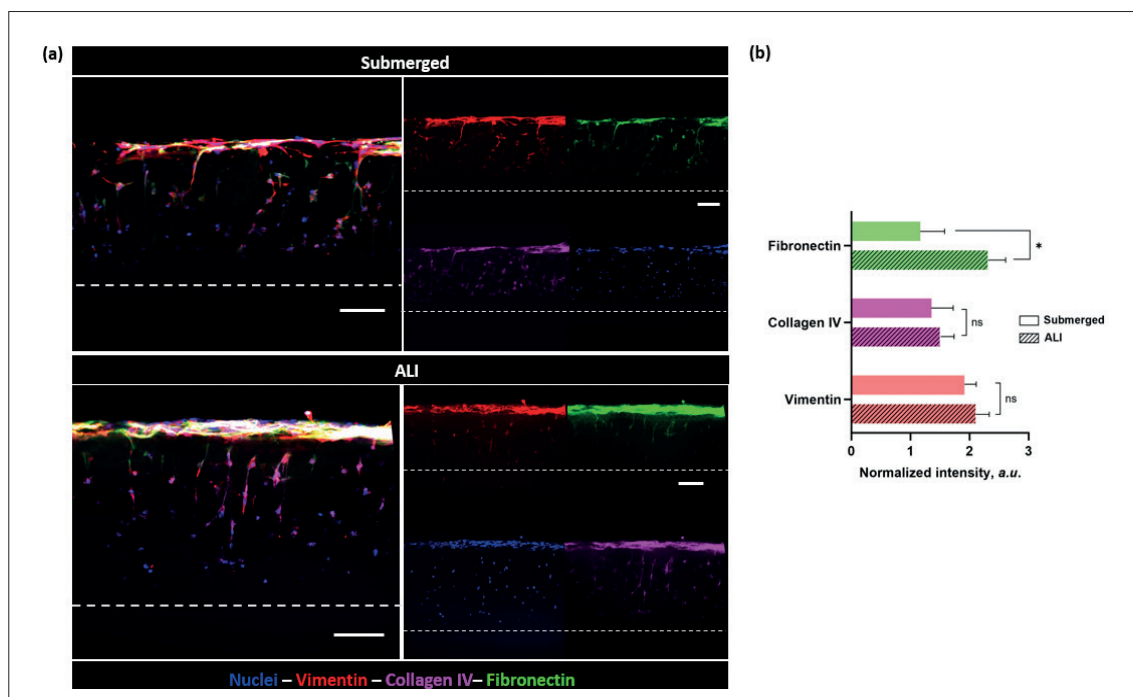 (a)
Submerged
ALI
Nuclei – Vimentin – Collagen IV– Fibronectin
(b)
Fibronectin
*
Collagen IV
ns
Submerged
ALI
Vimentin
ns
0 1 2 3
Normalized intensity, a.u.